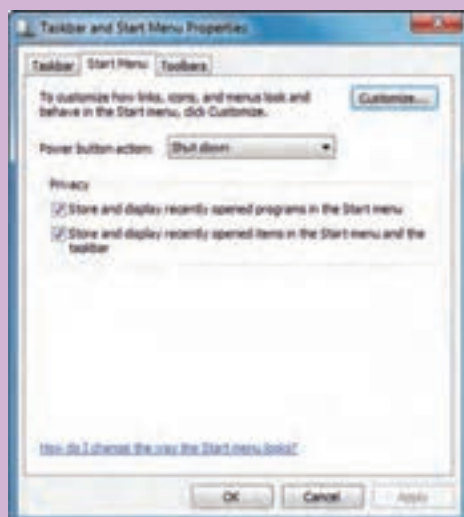 Taskbar and Start Menu Properties
Taskbar Start Menu Toolbars
To customize how links, icons, and menus look and
behave in the Start menu, click Customize.
Customize...
Power button action: Shut down
Privacy
Store and display recently opened programs in the Start menu
Store and display recently opened items in the Start menu and the
taskbar
How do I change the way the Start menu looks?
OK Cancel Apply